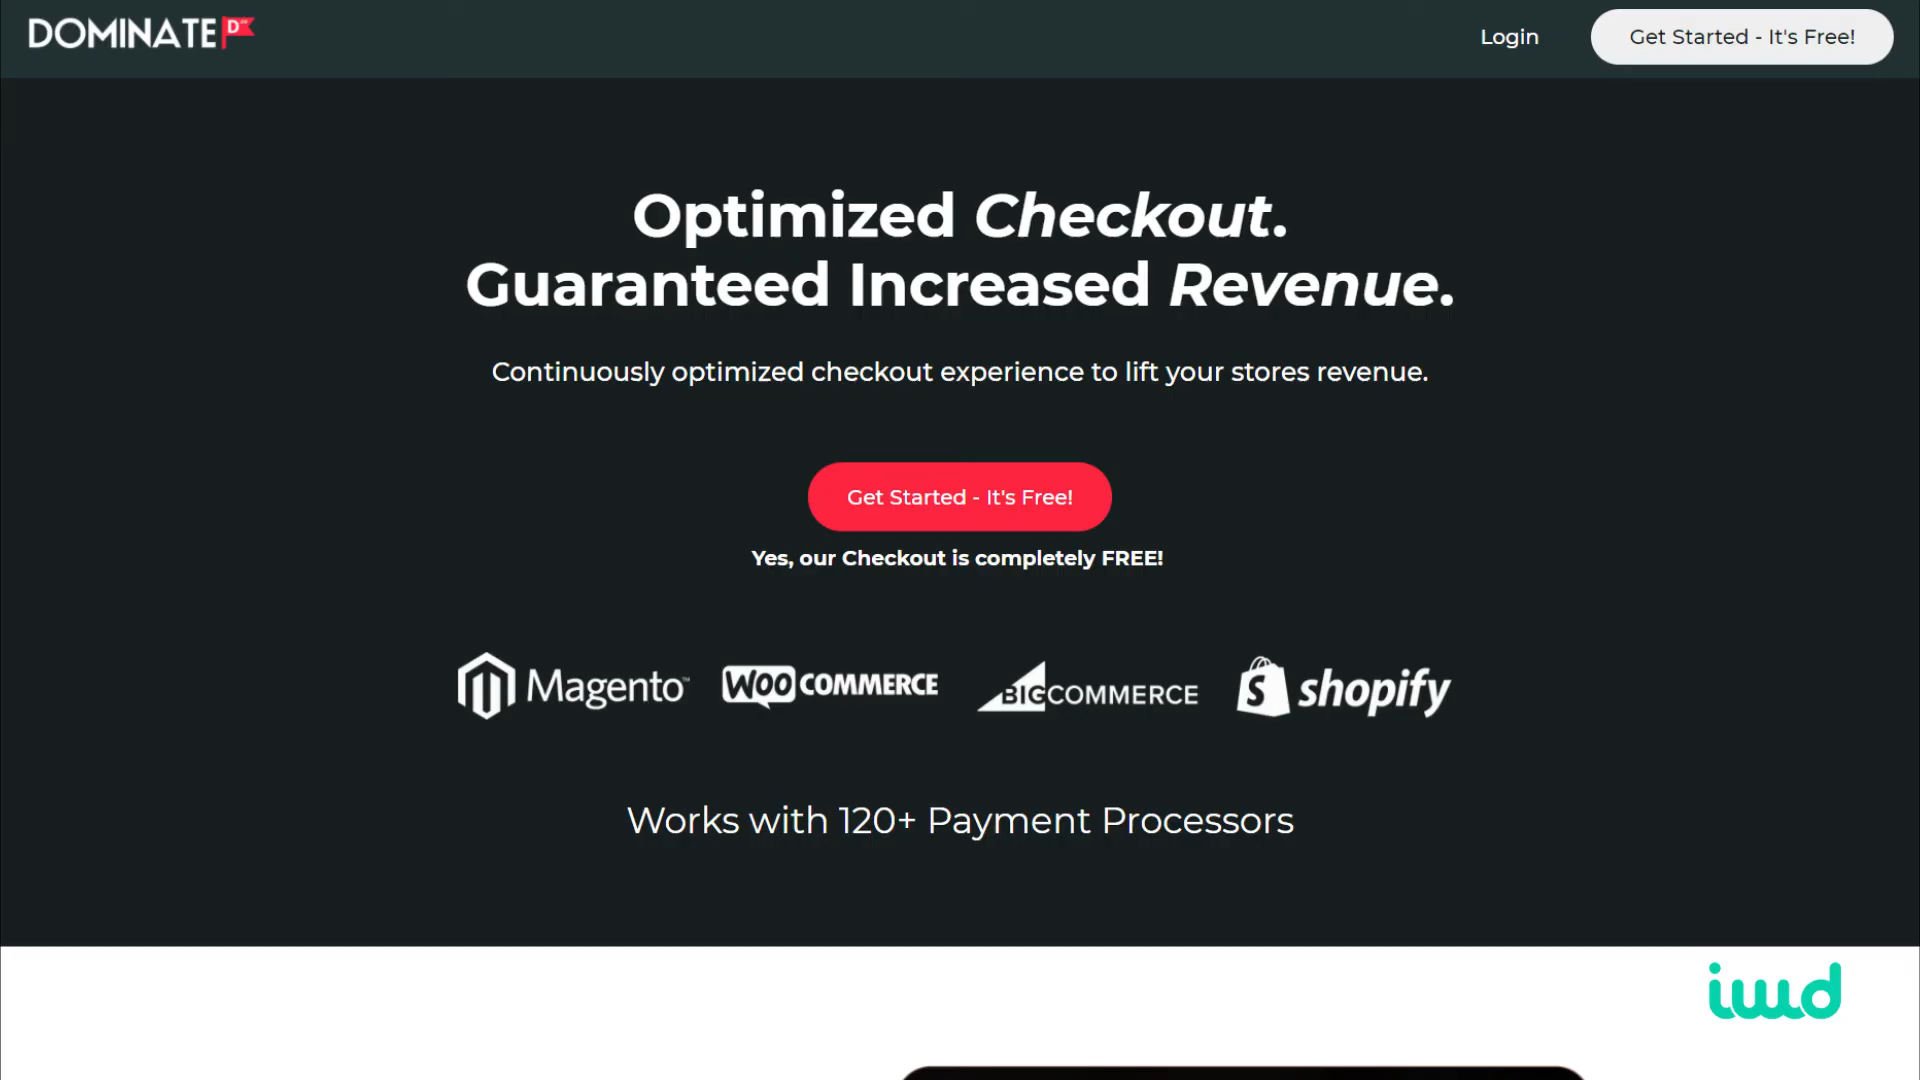 DOMINATE D
Login
Get Started - It's Free!
Optimized Checkout.
Guaranteed Increased Revenue.
Continuously optimized checkout experience to lift your stores revenue.
Get Started - It's Free!
Yes, our Checkout is completely FREE!
Magento™
WOO COMMERCE
BIGCOMMERCE
S shopify
Works with 120+ Payment Processors
iwd